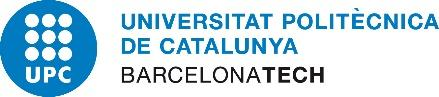 UPC
UNIVERSITAT POLITÈCNICA
DE CATALUNYA
BARCELONATECH